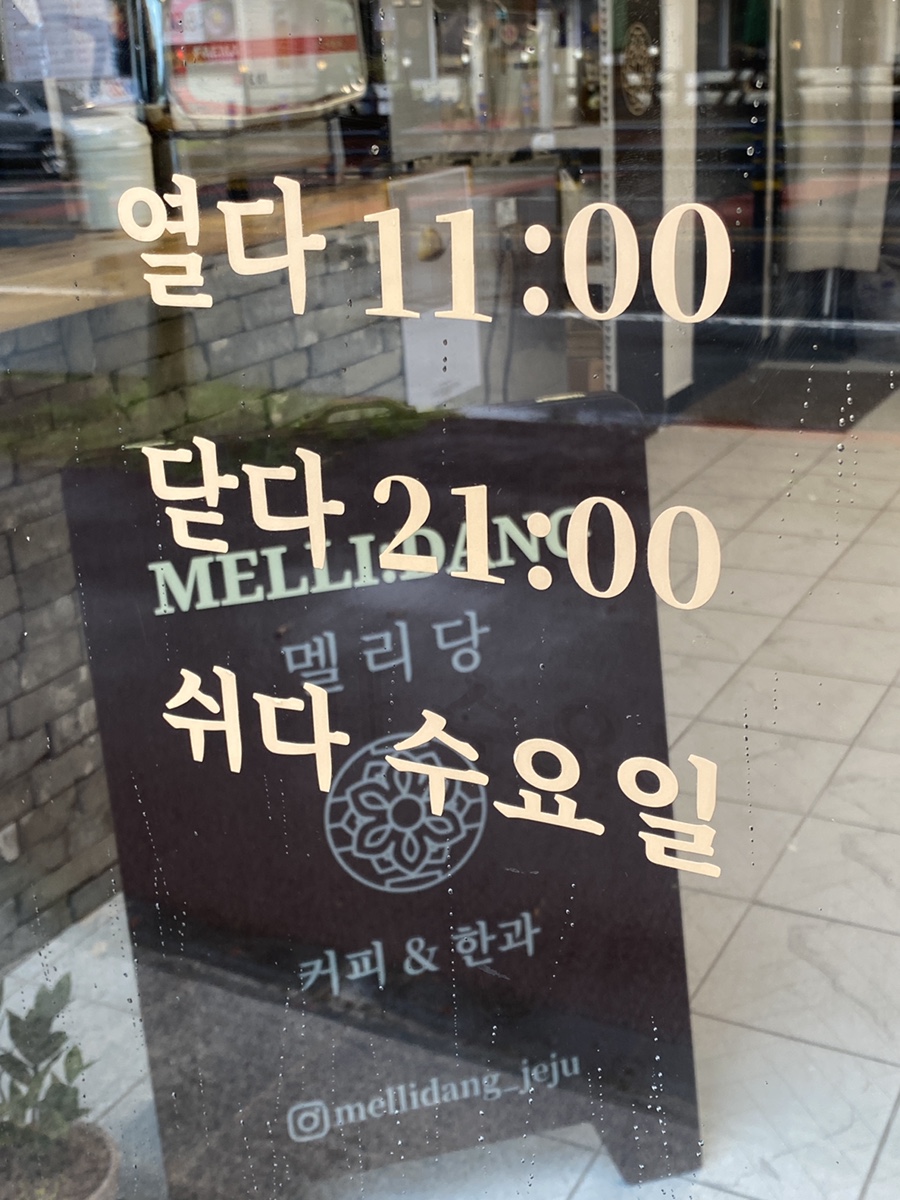 열다 11:00
닫다 21:00
MELLI.DANG
멜리당
쉬다 수요일
커피 & 한과
mellidang_jeju